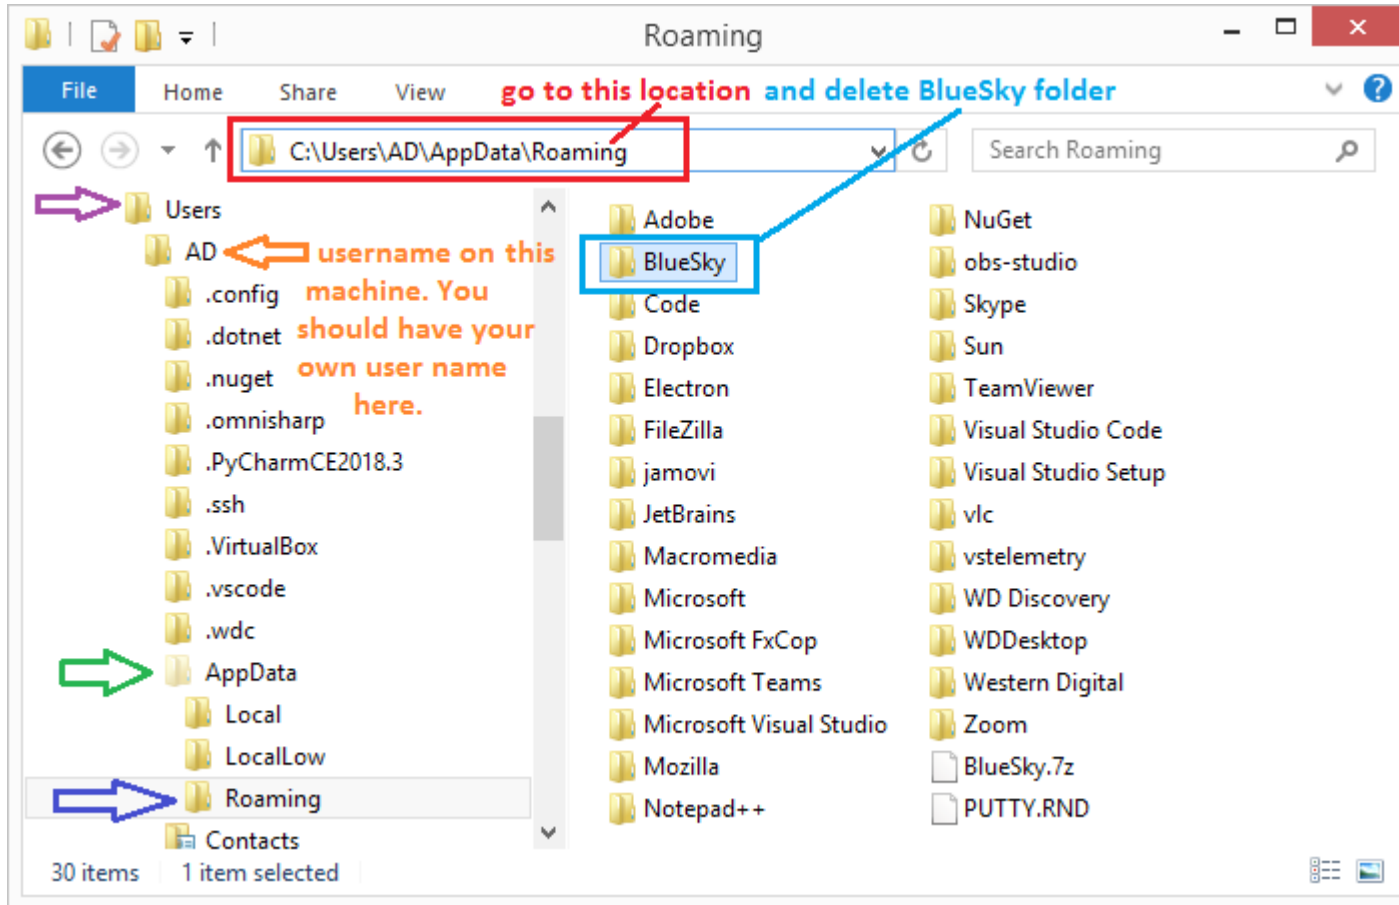 Roaming
File Home Share View
go to this location and delete BlueSky folder
C:\Users\AD\AppData\Roaming
Search Roaming
Users
AD
username on this
machine. You
should have your
own user name
here.
.config
.dotnet
.nuget
.omnisharp
.PyCharmCE2018.3
.ssh
.VirtualBox
.vscode
.wdc
AppData
Local
LocalLow
Roaming
Contacts
Adobe
BlueSky
Code
Dropbox
Electron
FileZilla
jamovi
JetBrains
Macromedia
Microsoft
Microsoft FxCop
Microsoft Teams
Microsoft Visual Studio
Mozilla
Notepad++
NuGet
obs-studio
Skype
Sun
TeamViewer
Visual Studio Code
Visual Studio Setup
vlc
vstelemetry
WD Discovery
WDDesktop
Western Digital
Zoom
BlueSky.7z
PUTTY.RND
30 items 1 item selected